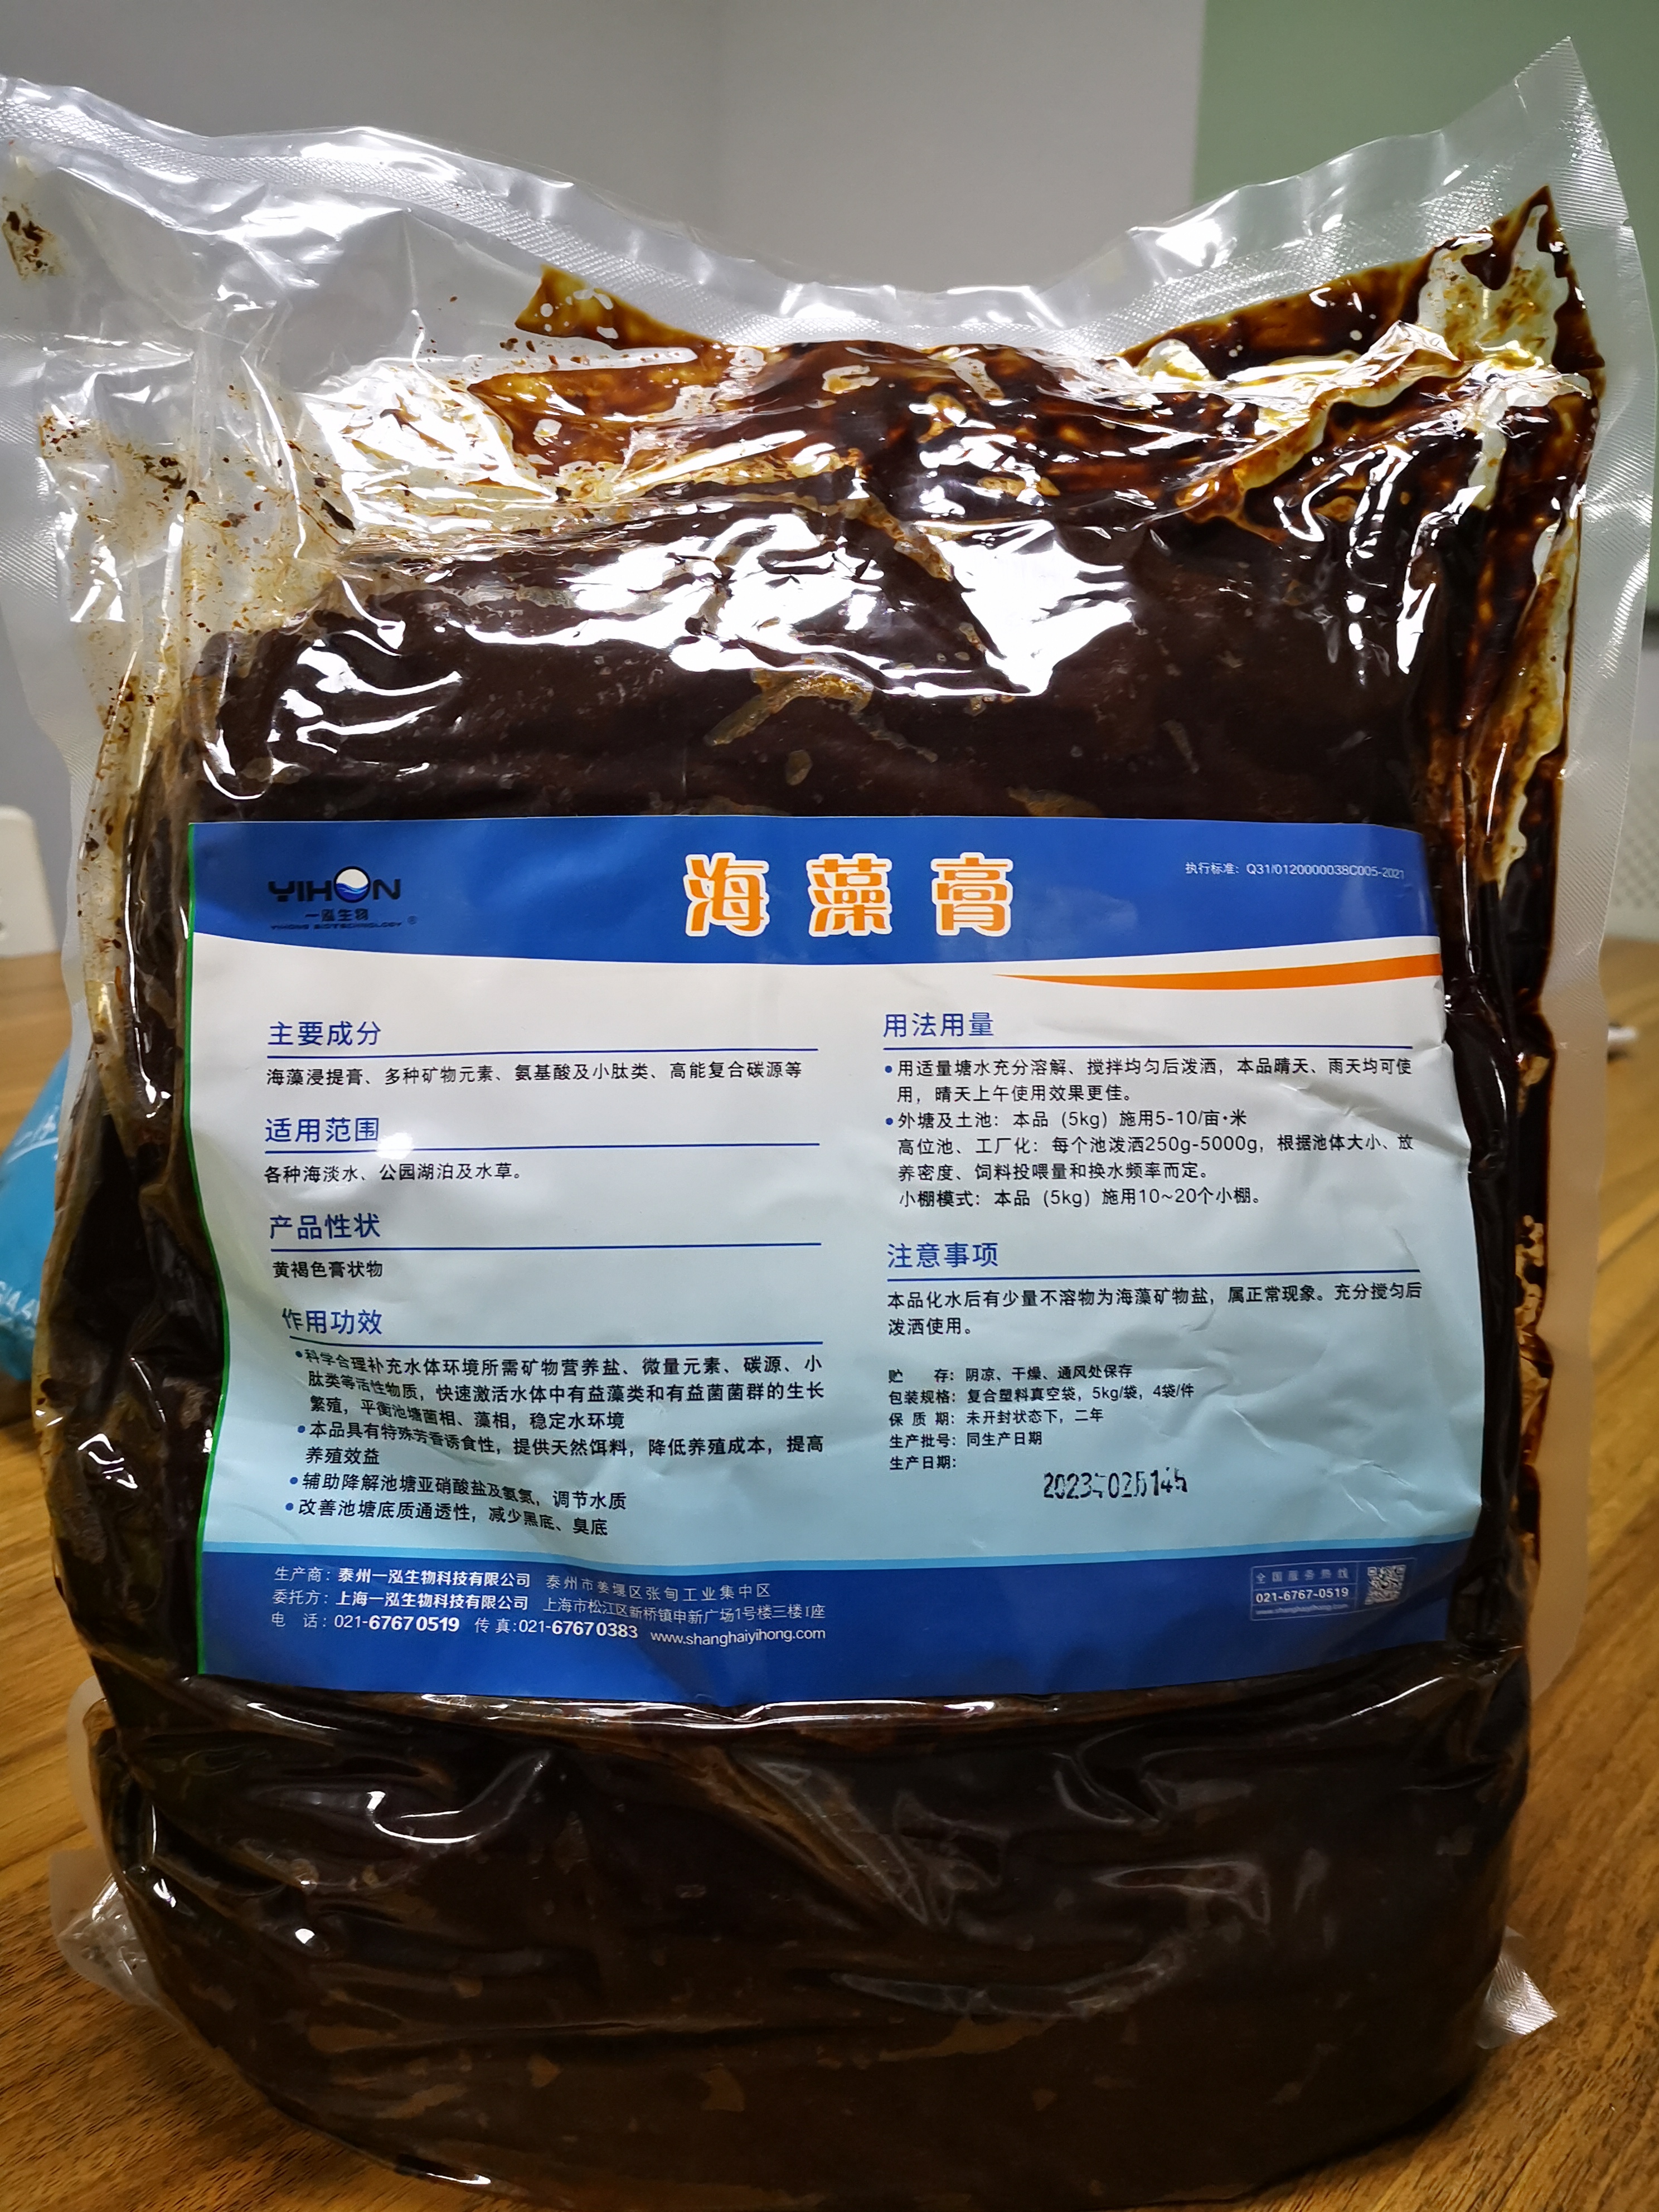 YIHON
一泓生物
YIHONG BIOTECHNOLOGY ®
海藻膏
执行标准：Q31/0120000038C005-2021
主要成分
海藻浸提膏、多种矿物元素、氨基酸及小肽类、高能复合碳源等
适用范围
各种海淡水、公园湖泊及水草。
产品性状
黄褐色膏状物
作用功效
•科学合理补充水体环境所需矿物营养盐、微量元素、碳源、小
肽类等活性物质，快速激活水体中有益藻类和有益菌菌群的生长
繁殖，平衡池塘菌相、藻相，稳定水环境
•本品具有特殊芳香诱食性，提供天然饵料，降低养殖成本，提高
养殖效益
•辅助降解池塘亚硝酸盐及氨氮，调节水质
•改善池塘底质通透性，减少黑底、臭底
用法用量
•用适量塘水充分溶解、搅拌均匀后泼洒，本品晴天、雨天均可使
用，晴天上午使用效果更佳。
•外塘及土池：本品（5kg）施用5-10/亩·米
高位池、工厂化：每个池泼洒250g-5000g，根据池体大小、放
养密度、饲料投喂量和换水频率而定。
小棚模式：本品（5kg）施用10~20个小棚。
注意事项
本品化水后有少量不溶物为海藻矿物盐，属正常现象。充分搅匀后
泼洒使用。
贮 存：阴凉、干燥、通风处保存
包装规格：复合塑料真空袋，5kg/袋，4袋/件
保 质 期：未开封状态下，二年
生产批号：同生产日期
生产日期：
生产商：泰州一泓生物科技有限公司 泰州市姜堰区张甸工业集中区
委托方：上海一泓生物科技有限公司 上海市松江区新桥镇申新广场1号楼三楼I座
电 话：021-67670519 传真:021-67670383 www.shanghaiyihong.com
全国服务热线
021-6767-0519
www.shanghaiyihong.com